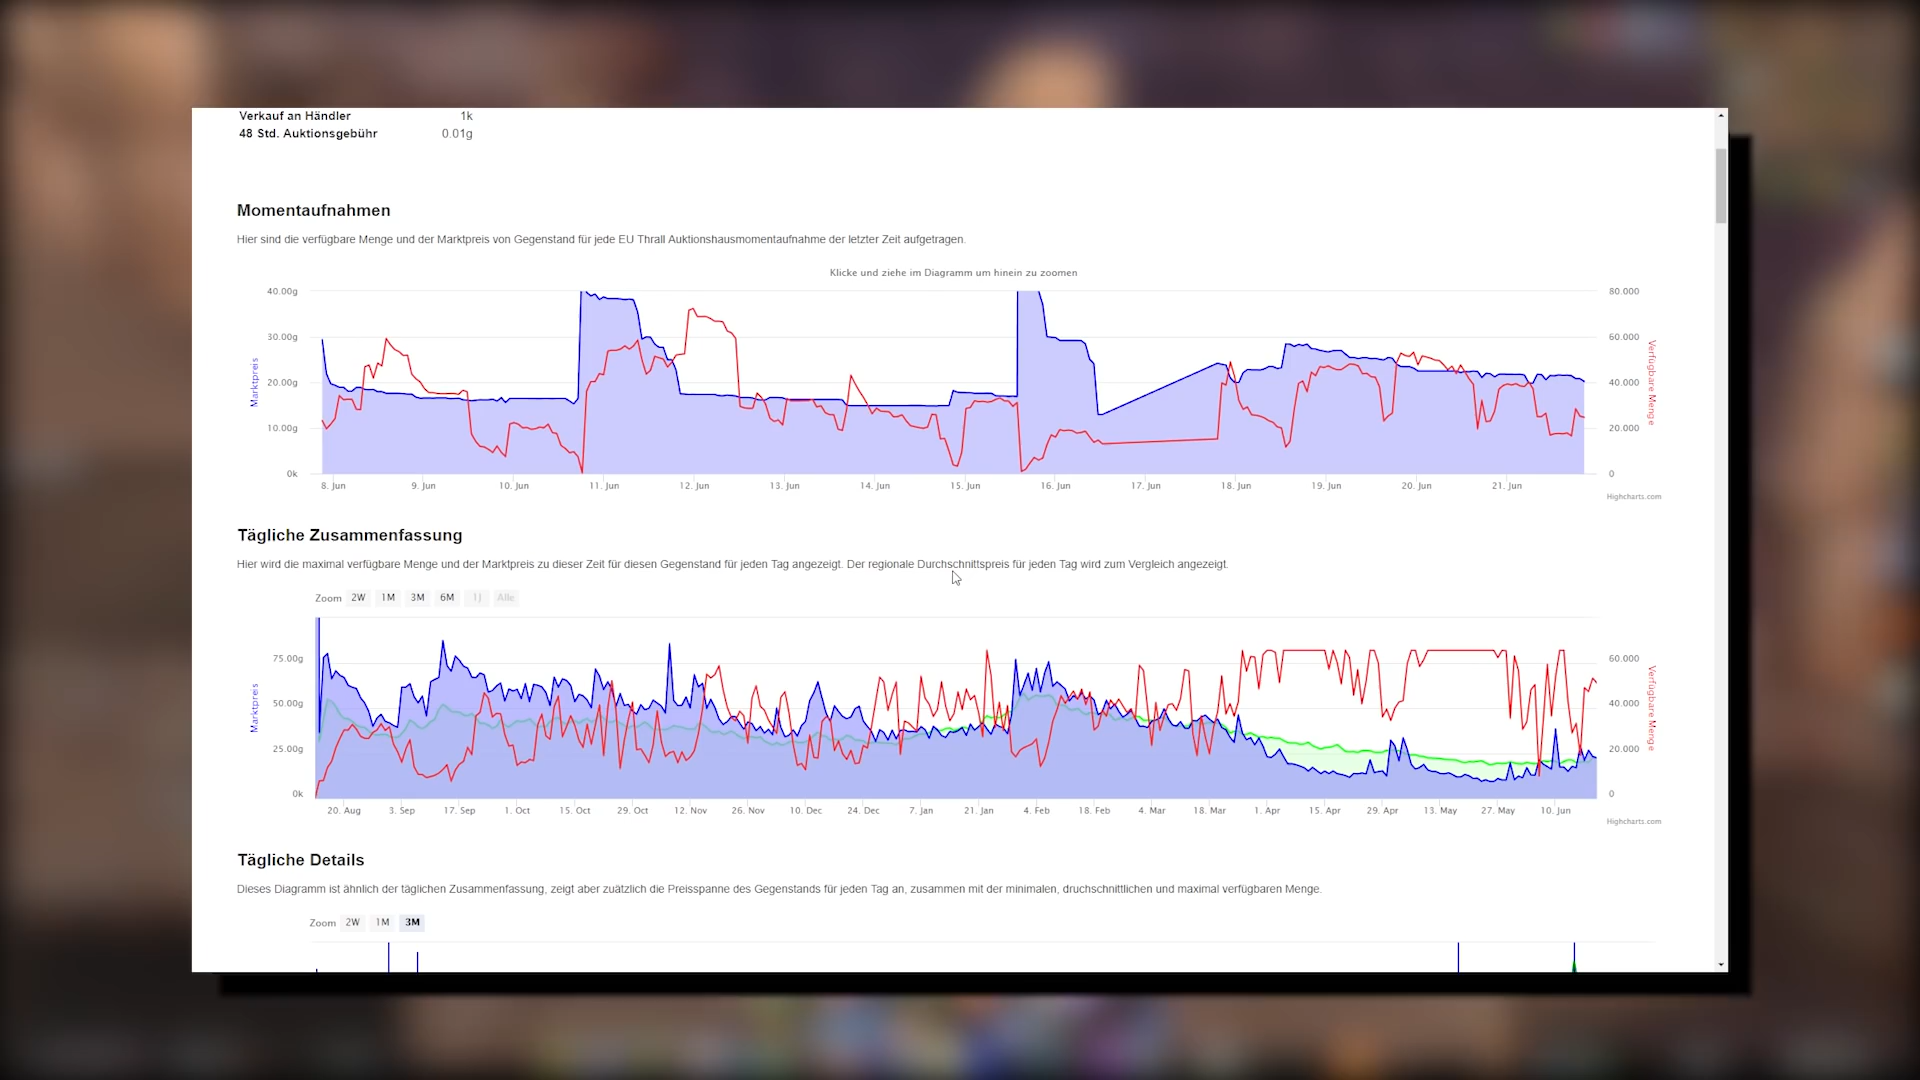 Verkauf an Händler 1k
48 Std. Auktionsgebühr 0.01g
Momentaufnahmen
Hier sind die verfügbare Menge und der Marktpreis von Gegenstand für jede EU Thrall Auktionshausmomentaufnahme der letzter Zeit aufgetragen.
Klicke und ziehe im Diagramm um hinein zu zoomen
40.00g 80.000
30.00g 60.000
20.00g 40.000
10.00g 20.000
0k 0
Marktpreis
Verfügbare Menge
8. Jun 9. Jun 10. Jun 11. Jun 12. Jun 13. Jun 14. Jun 15. Jun 16. Jun 17. Jun 18. Jun 19. Jun 20. Jun 21. Jun
Highcharts.com
Tägliche Zusammenfassung
Hier wird die maximal verfügbare Menge und der Marktpreis zu dieser Zeit für diesen Gegenstand für jeden Tag angezeigt. Der regionale Durchschnittspreis für jeden Tag wird zum Vergleich angezeigt.
Zoom 2W 1M 3M 6M 1J Alle
75.00g 60.000
50.00g 40.000
25.00g 20.000
0k 0
Marktpreis
Verfügbare Menge
20. Aug 3. Sep 17. Sep 1. Oct 15. Oct 29. Oct 12. Nov 26. Nov 10. Dec 24. Dec 7. Jan 21. Jan 4. Feb 18. Feb 4. Mar 18. Mar 1. Apr 15. Apr 29. Apr 13. May 27. May 10. Jun
Highcharts.com
Tägliche Details
Dieses Diagramm ist ähnlich der täglichen Zusammenfassung, zeigt aber zuätzlich die Preisspanne des Gegenstands für jeden Tag an, zusammen mit der minimalen, druchschnittlichen und maximal verfügbaren Menge.
Zoom 2W 1M 3M